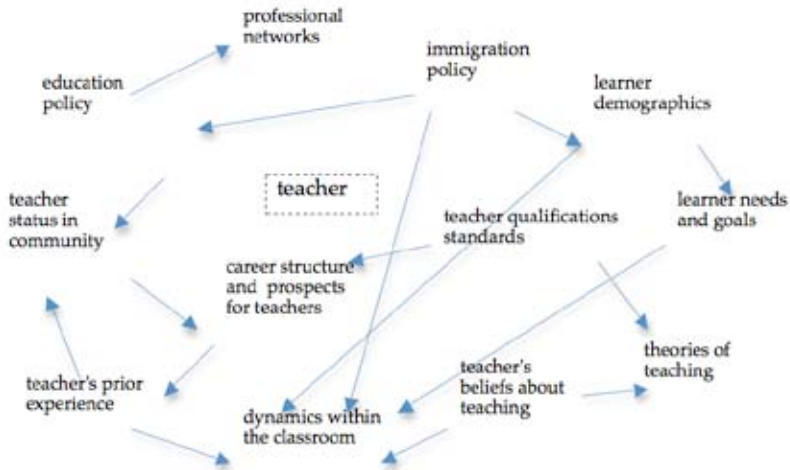 professional
networks
immigration
policy
education
policy
learner
demographics
teacher
teacher
status in
community
learner needs
and goals
teacher qualifications
standards
career structure
and prospects
for teachers
theories of
teaching
teacher's
beliefs about
teaching
teacher's prior
experience
dynamics within
the classroom